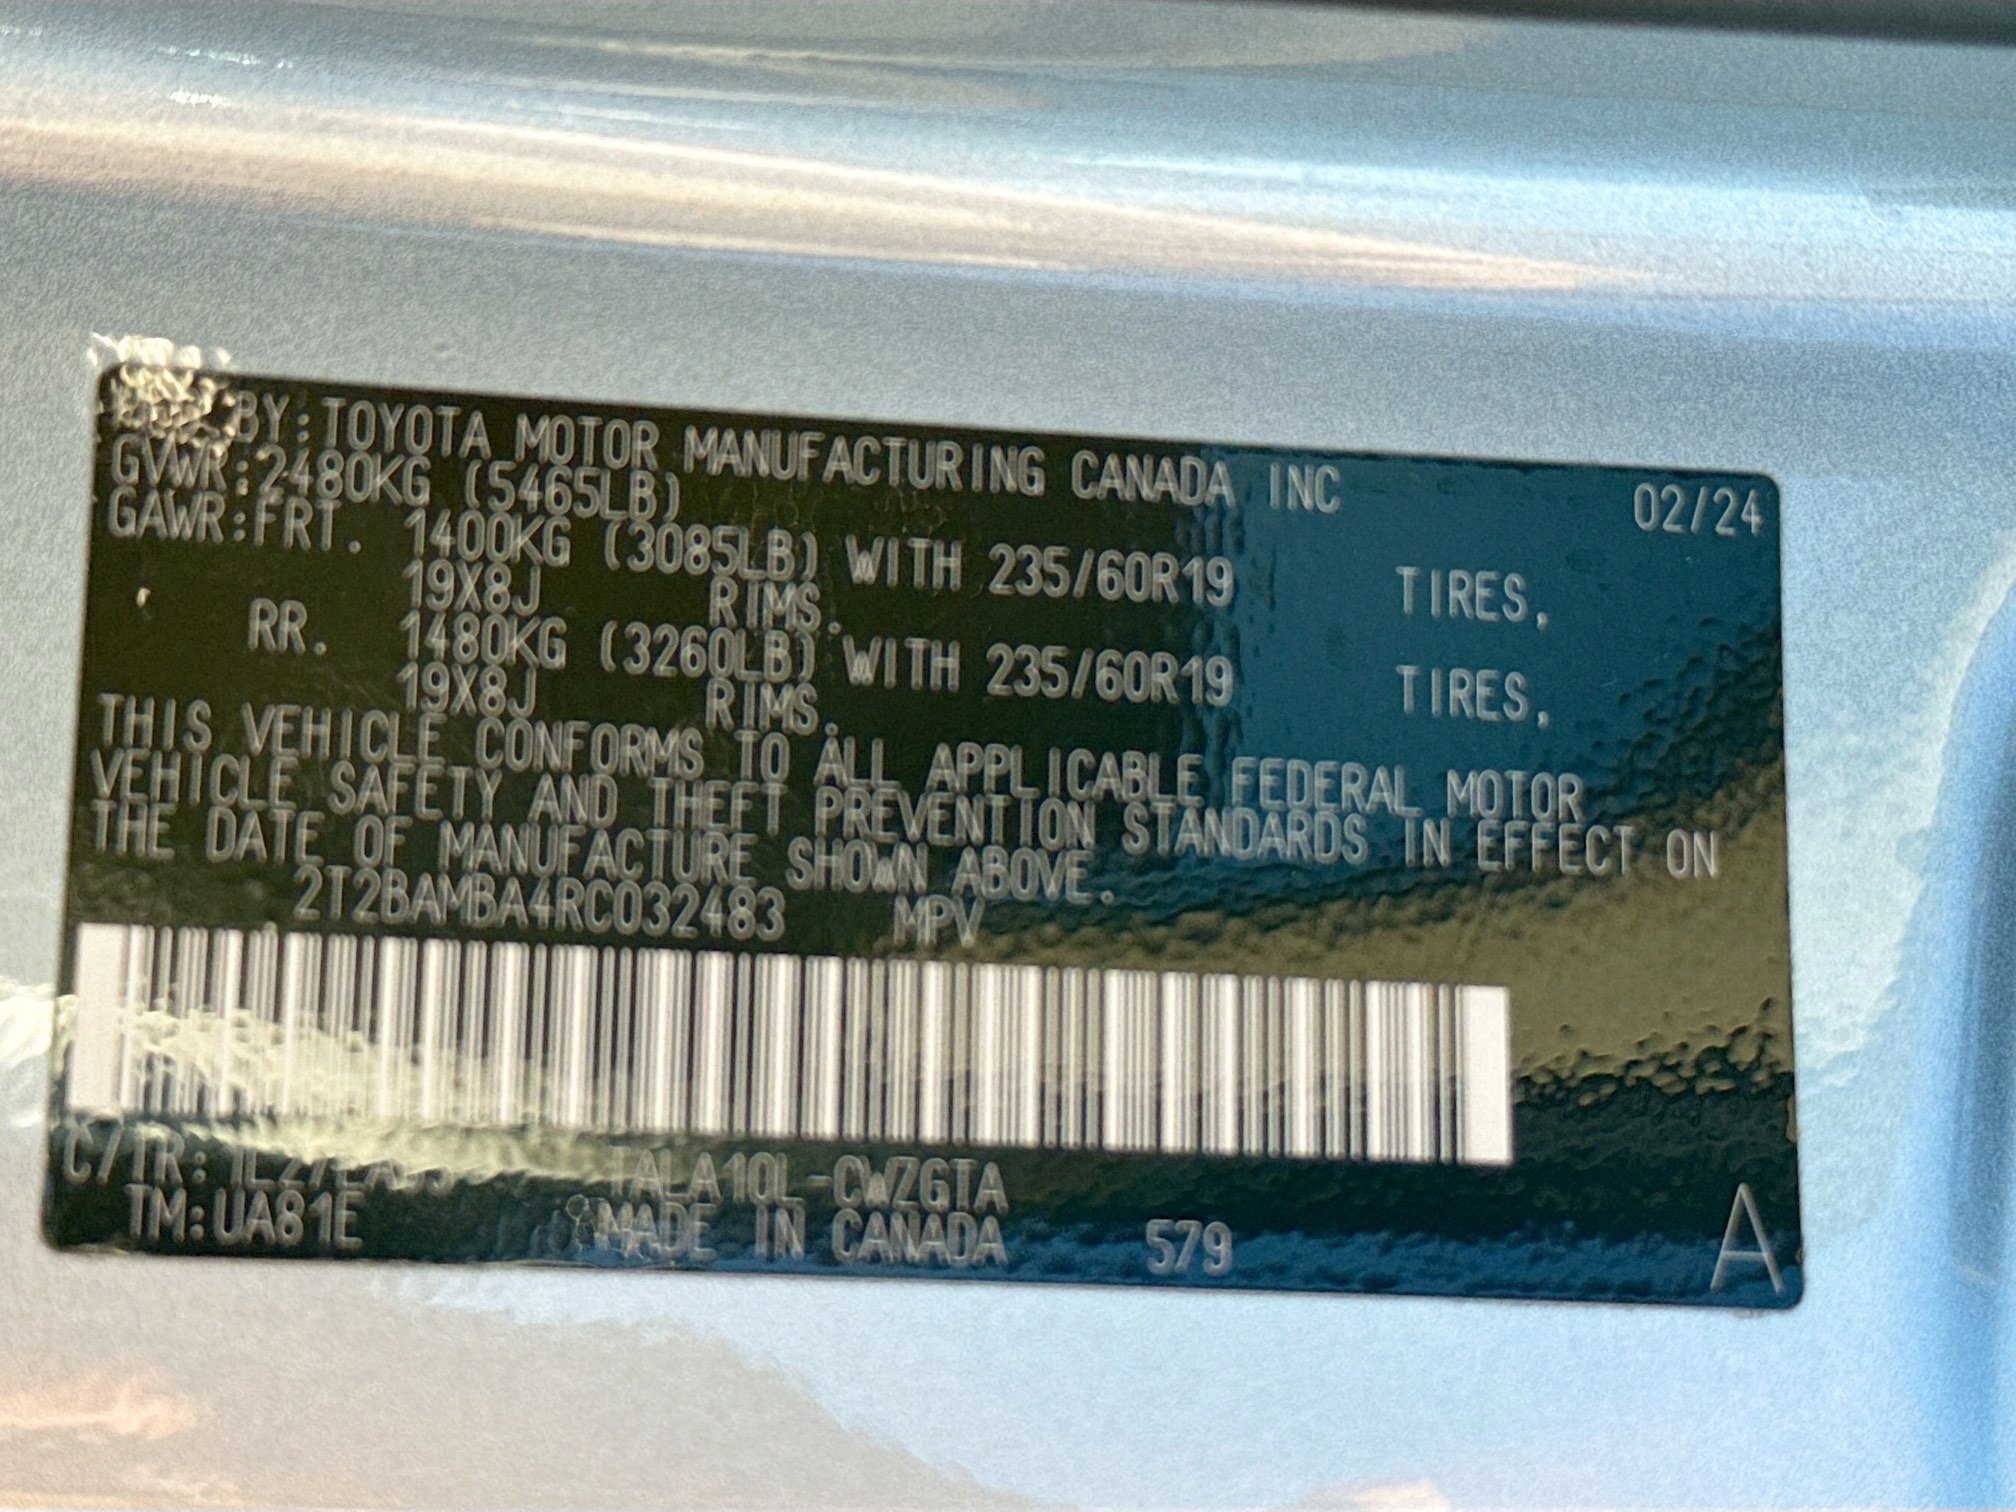 BY:TOYOTA MOTOR MANUFACTURING CANADA INC 02/24
GVWR:2480KG (5465LB)
GAWR:FRT. 1400KG (3085LB) WITH 235/60R19 TIRES,
19X8J RIMS.
RR. 1480KG (3260LB) WITH 235/60R19 TIRES,
19X8J RIMS.
THIS VEHICLE CONFORMS TO ALL APPLICABLE FEDERAL MOTOR
VEHICLE SAFETY AND THEFT PREVENTION STANDARDS IN EFFECT ON
THE DATE OF MANUFACTURE SHOWN ABOVE.
2T2BAMBA4RC032483 MPV
C/TR: TALA10L-CWZGTA
TM:UA81E MADE IN CANADA 579 A